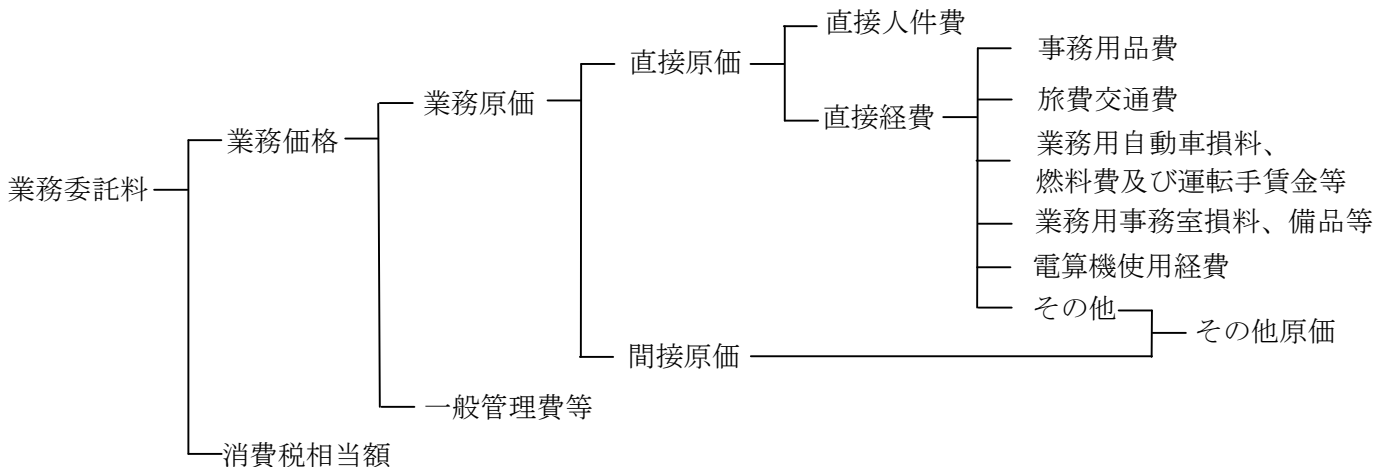 直接人件費
事務用品費
直接原価
旅費交通費
業務原価
直接経費
業務価格
業務用自動車損料、
燃料費及び運転手賃金等
業務委託料
業務用事務室損料、備品等
電算機使用経費
その他
その他原価
間接原価
一般管理費等
消費税相当額